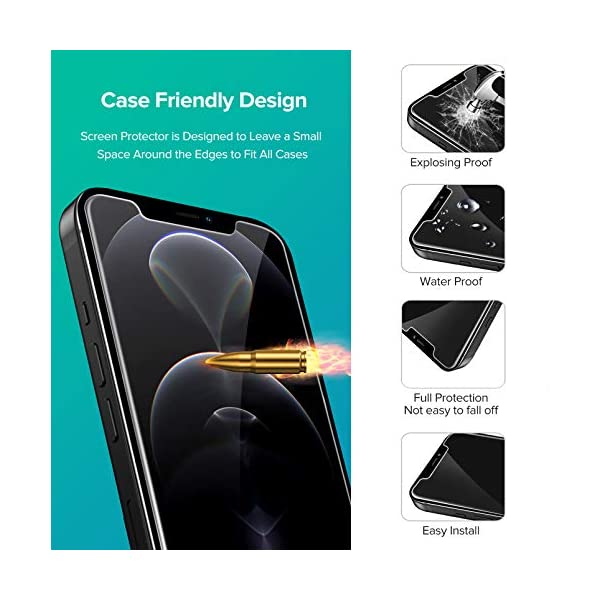 Case Friendly Design
Screen Protector is Designed to Leave a Small
Space Around the Edges to Fit All Cases
Explosing Proof
Water Proof
Full Protection
Not easy to fall off
Easy Install